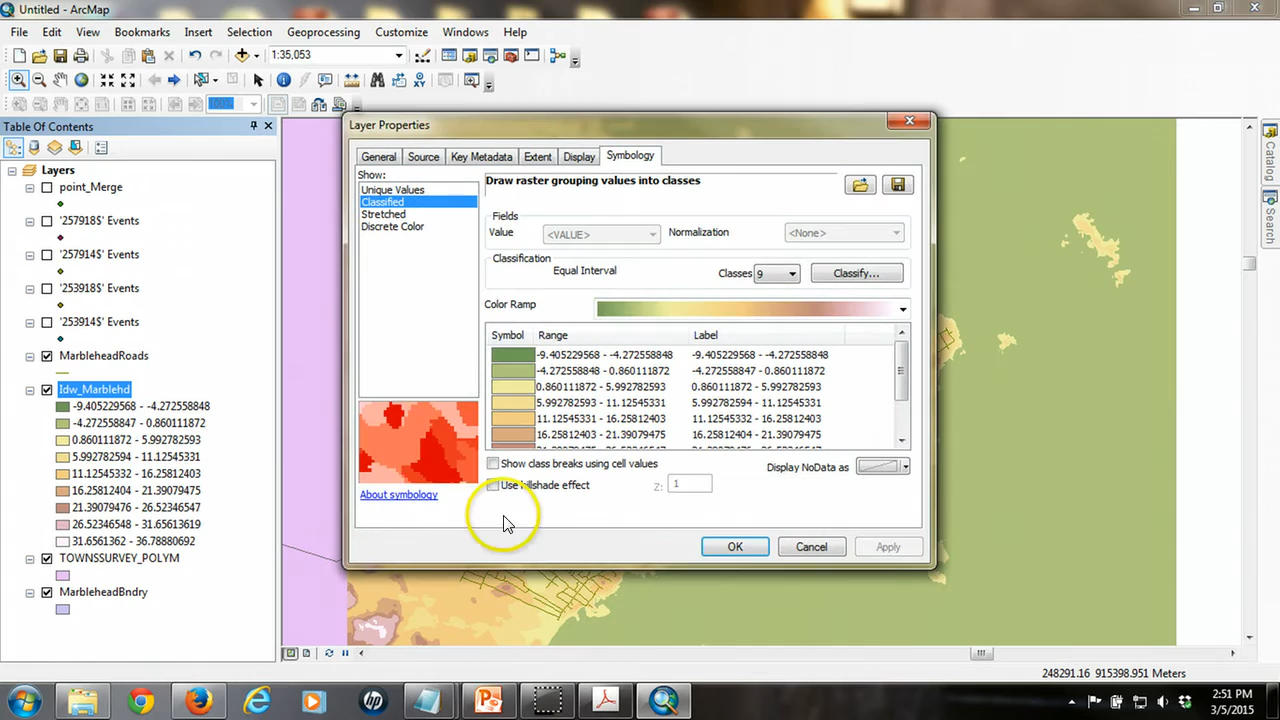 Untitled - ArcMap
File Edit View Bookmarks Insert Selection Geoprocessing Customize Windows Help
1:35,053
100%
Table Of Contents
Layers
point_Merge
'257918$' Events
'257914$' Events
'253918$' Events
'253914$' Events
MarbleheadRoads
Idw_Marblehd
-9.405229568 - -4.272558848
-4.272558847 - 0.860111872
0.860111873 - 5.992782593
5.992782594 - 11.12545331
11.12545332 - 16.25812403
16.25812404 - 21.39079475
21.39079476 - 26.52346547
26.52346548 - 31.65613619
31.6561362 - 36.78880692
TOWNSSURVEY_POLYM
MarbleheadBndry
Layer Properties
General Source Key Metadata Extent Display Symbology
Show:
Unique Values
Classified
Stretched
Discrete Color
About symbology
Draw raster grouping values into classes
Fields
Value <VALUE> Normalization <None>
Classification
Equal Interval Classes 9 Classify...
Color Ramp
Symbol Range Label
-9.405229568 - -4.272558848 -9.405229568 - -4.272558848
-4.272558848 - 0.860111872 -4.272558847 - 0.860111872
0.860111872 - 5.992782593 0.860111873 - 5.992782593
5.992782593 - 11.12545331 5.992782594 - 11.12545331
11.12545331 - 16.25812403 11.12545332 - 16.25812403
16.25812403 - 21.39079475 16.25812404 - 21.39079475
Show class breaks using cell values
Display NoData as
Use hillshade effect Z: 1
OK Cancel Apply
Catalog
Search
248291.16 915398.951 Meters
2:51 PM
3/5/2015